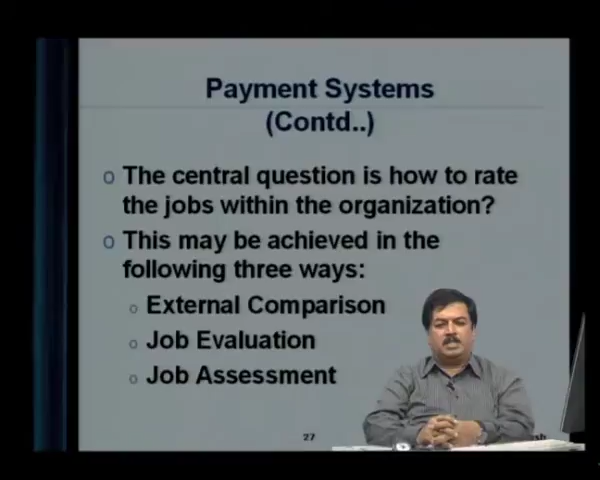 Payment Systems
(Contd..)
o The central question is how to rate
the jobs within the organization?
o This may be achieved in the
following three ways:
o External Comparison
o Job Evaluation
o Job Assessment
27